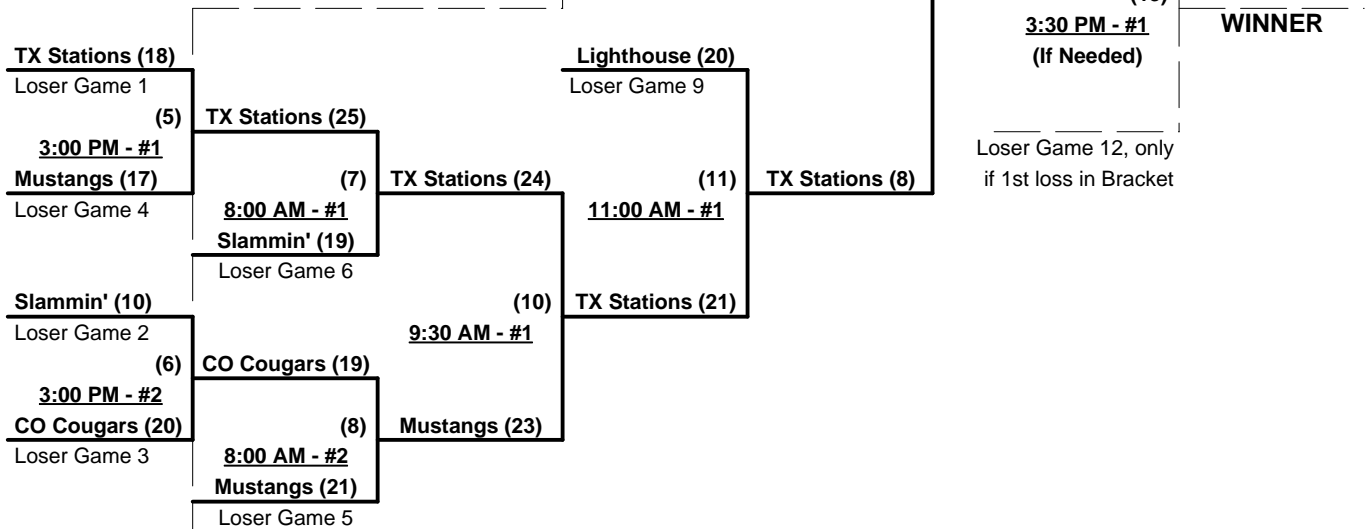 3:30 PM - #1
WINNER
TX Stations (18)
Lighthouse (20)
(If Needed)
Loser Game 1
Loser Game 9
(5)
TX Stations (25)
3:00 PM - #1
Loser Game 12, only
if 1st loss in Bracket
Mustangs (17)
(7)
TX Stations (24)
(11)
TX Stations (8)
Loser Game 4
8:00 AM - #1
11:00 AM - #1
Slammin' (19)
Loser Game 6
Slammin' (10)
(10)
TX Stations (21)
Loser Game 2
9:30 AM - #1
(6)
CO Cougars (19)
3:00 PM - #2
CO Cougars (20)
(8)
Mustangs (23)
Loser Game 3
8:00 AM - #2
Mustangs (21)
Loser Game 5